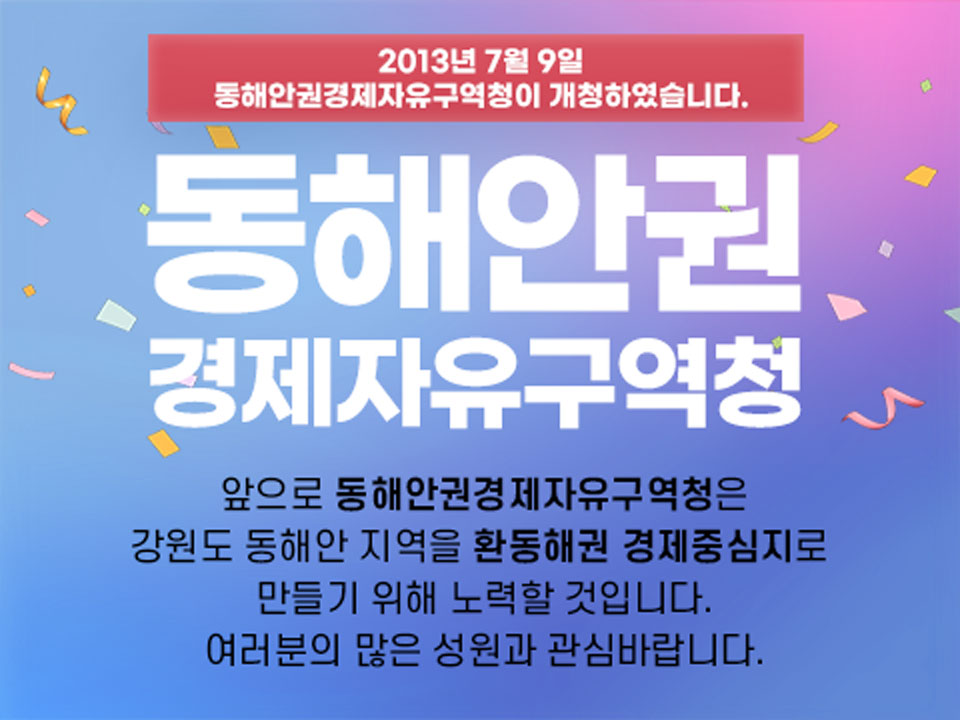 2013년 7월 9일
동해안권경제자유구역청이 개청하였습니다.
동해안권
경제자유구역청
앞으로 동해안권경제자유구역청은
강원도 동해안 지역을 환동해권 경제중심지로
만들기 위해 노력할 것입니다.
여러분의 많은 성원과 관심바랍니다.